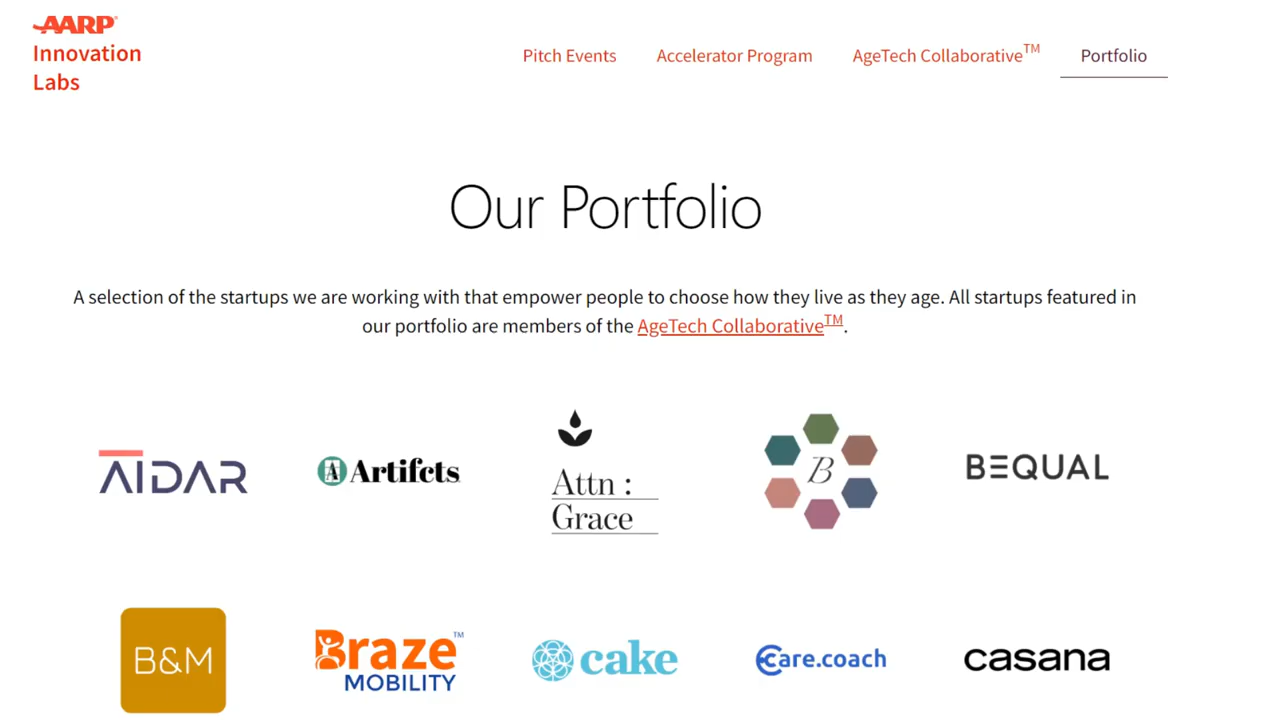 AARP
Innovation
Labs
Pitch Events
Accelerator Program
AgeTech Collaborative™
Portfolio
Our Portfolio
A selection of the startups we are working with that empower people to choose how they live as they age. All startups featured in
our portfolio are members of the AgeTech Collaborative™.
AIDAR
A Artifcts
Attn :
Grace
B
BEQUAL
B&M
Braze™
MOBILITY
cake
care.coach
casana